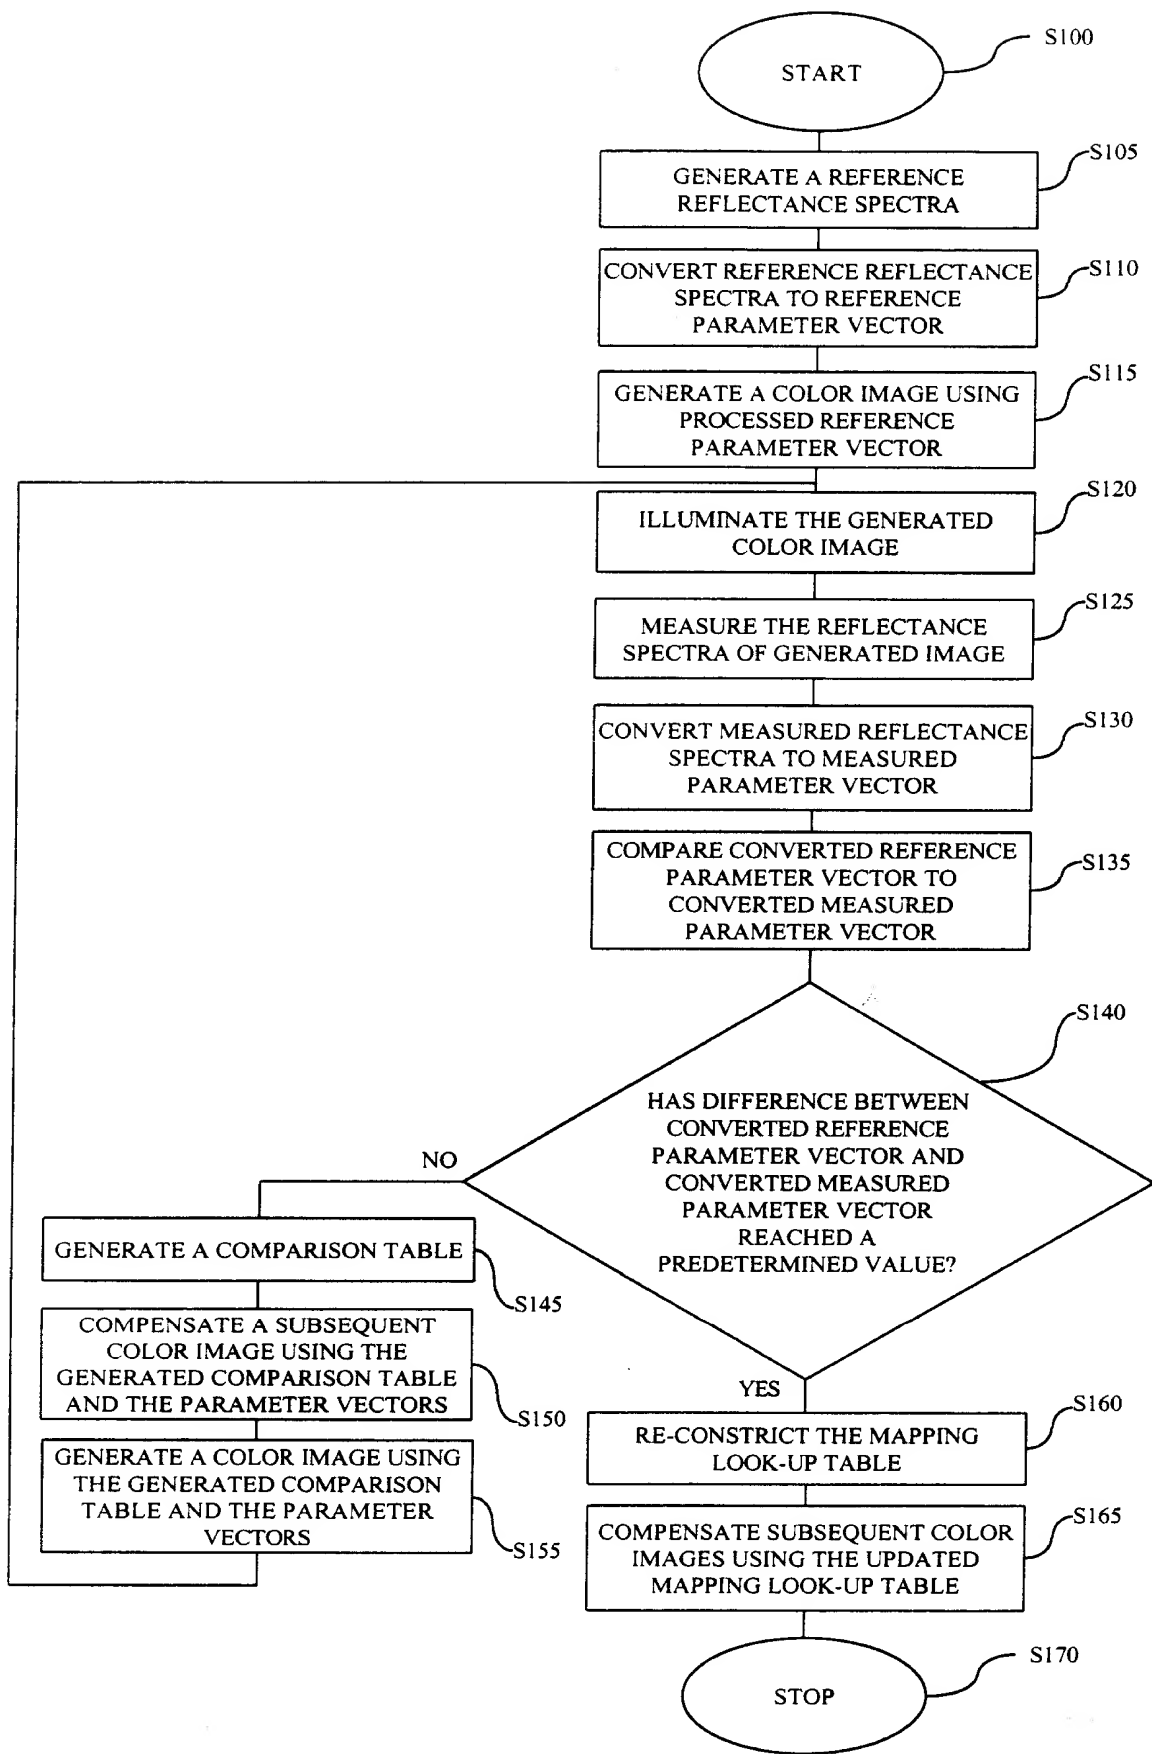 S100
START
S105
GENERATE A REFERENCE
REFLECTANCE SPECTRA
S110
CONVERT REFERENCE REFLECTANCE
SPECTRA TO REFERENCE
PARAMETER VECTOR
S115
GENERATE A COLOR IMAGE USING
PROCESSED REFERENCE
PARAMETER VECTOR
S120
ILLUMINATE THE GENERATED
COLOR IMAGE
S125
MEASURE THE REFLECTANCE
SPECTRA OF GENERATED IMAGE
S130
CONVERT MEASURED REFLECTANCE
SPECTRA TO MEASURED
PARAMETER VECTOR
S135
COMPARE CONVERTED REFERENCE
PARAMETER VECTOR TO
CONVERTED MEASURED
PARAMETER VECTOR
S140
HAS DIFFERENCE BETWEEN
CONVERTED REFERENCE
PARAMETER VECTOR AND
CONVERTED MEASURED
PARAMETER VECTOR
REACHED A
PREDETERMINED VALUE?
NO
GENERATE A COMPARISON TABLE
S145
COMPENSATE A SUBSEQUENT
COLOR IMAGE USING THE
GENERATED COMPARISON TABLE
AND THE PARAMETER VECTORS
S150
GENERATE A COLOR IMAGE USING
THE GENERATED COMPARISON
TABLE AND THE PARAMETER
VECTORS
S155
YES
S160
RE-CONSTRICT THE MAPPING
LOOK-UP TABLE
S165
COMPENSATE SUBSEQUENT COLOR
IMAGES USING THE UPDATED
MAPPING LOOK-UP TABLE
S170
STOP